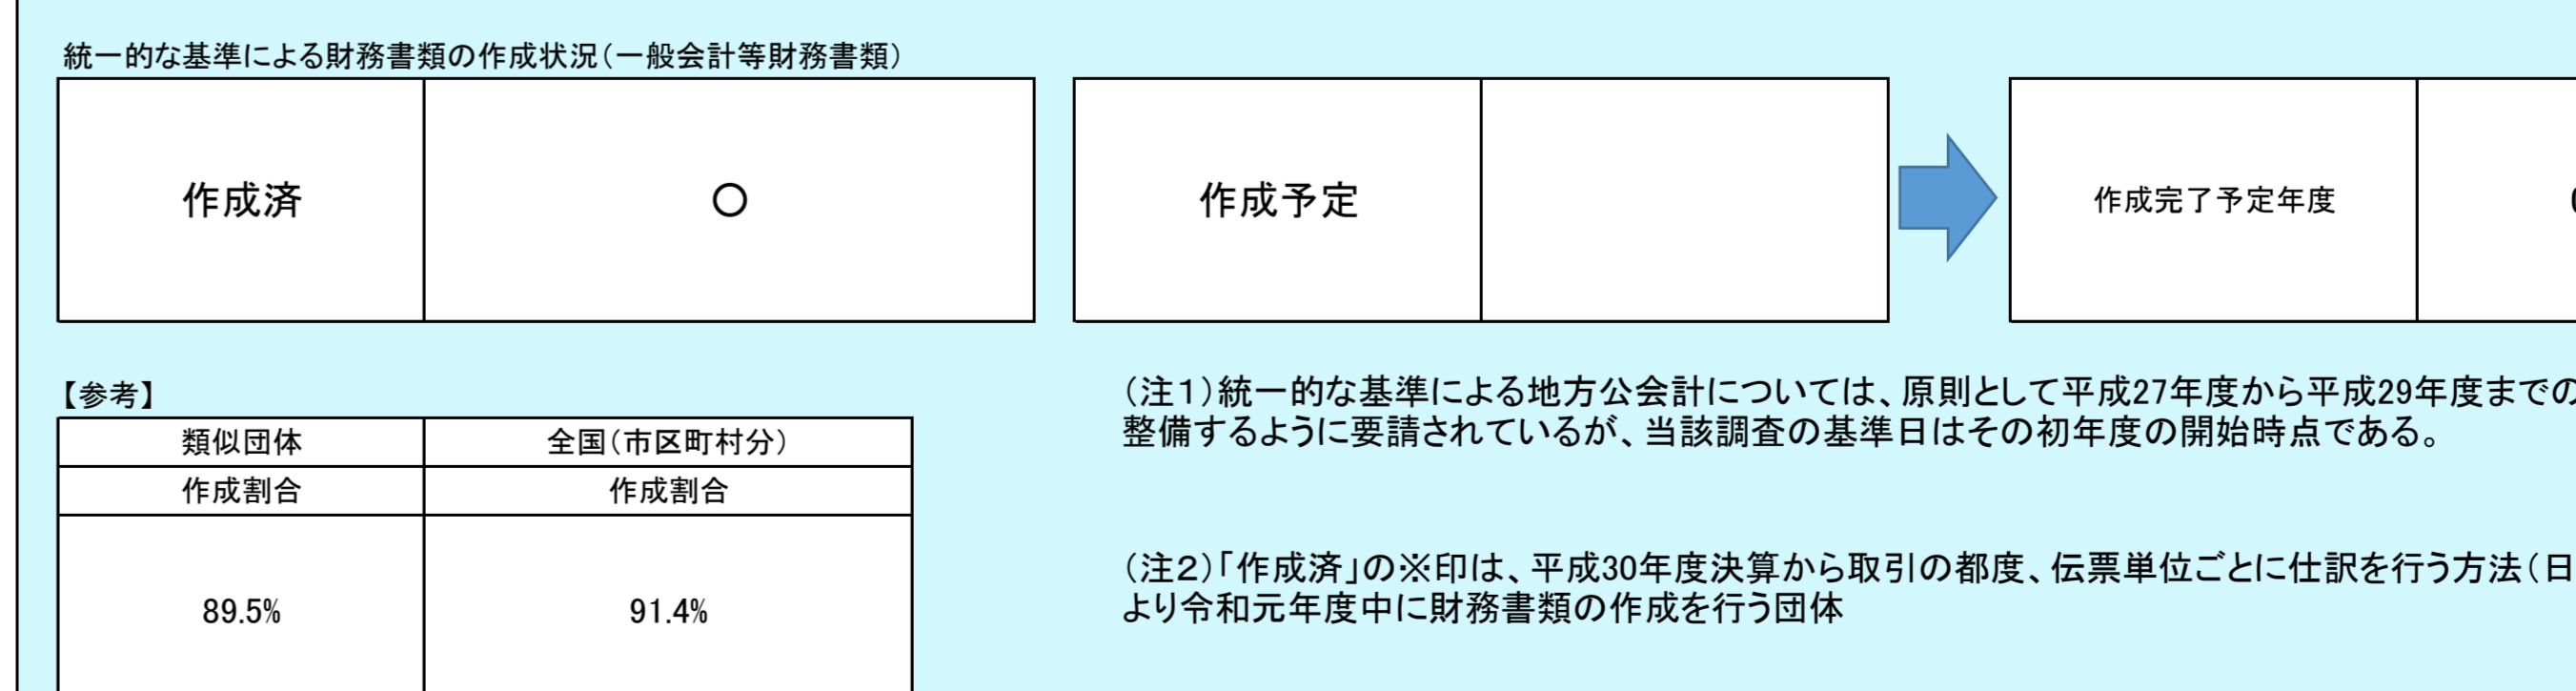 統一的な基準による財務書類の作成状況（一般会計等財務書類）
作成済 ○ 作成予定 作成完了予定年度
【参考】
類似団体 全国（市区町村分）
作成割合 作成割合
89.5% 91.4%
（注１）統一的な基準による地方公会計については、原則として平成27年度から平成29年度までの
整備するように要請されているが、当該調査の基準日はその初年度の開始時点である。
（注２）「作成済」の※印は、平成30年度決算から取引の都度、伝票単位ごとに仕訳を行う方法（日
より令和元年度中に財務書類の作成を行う団体